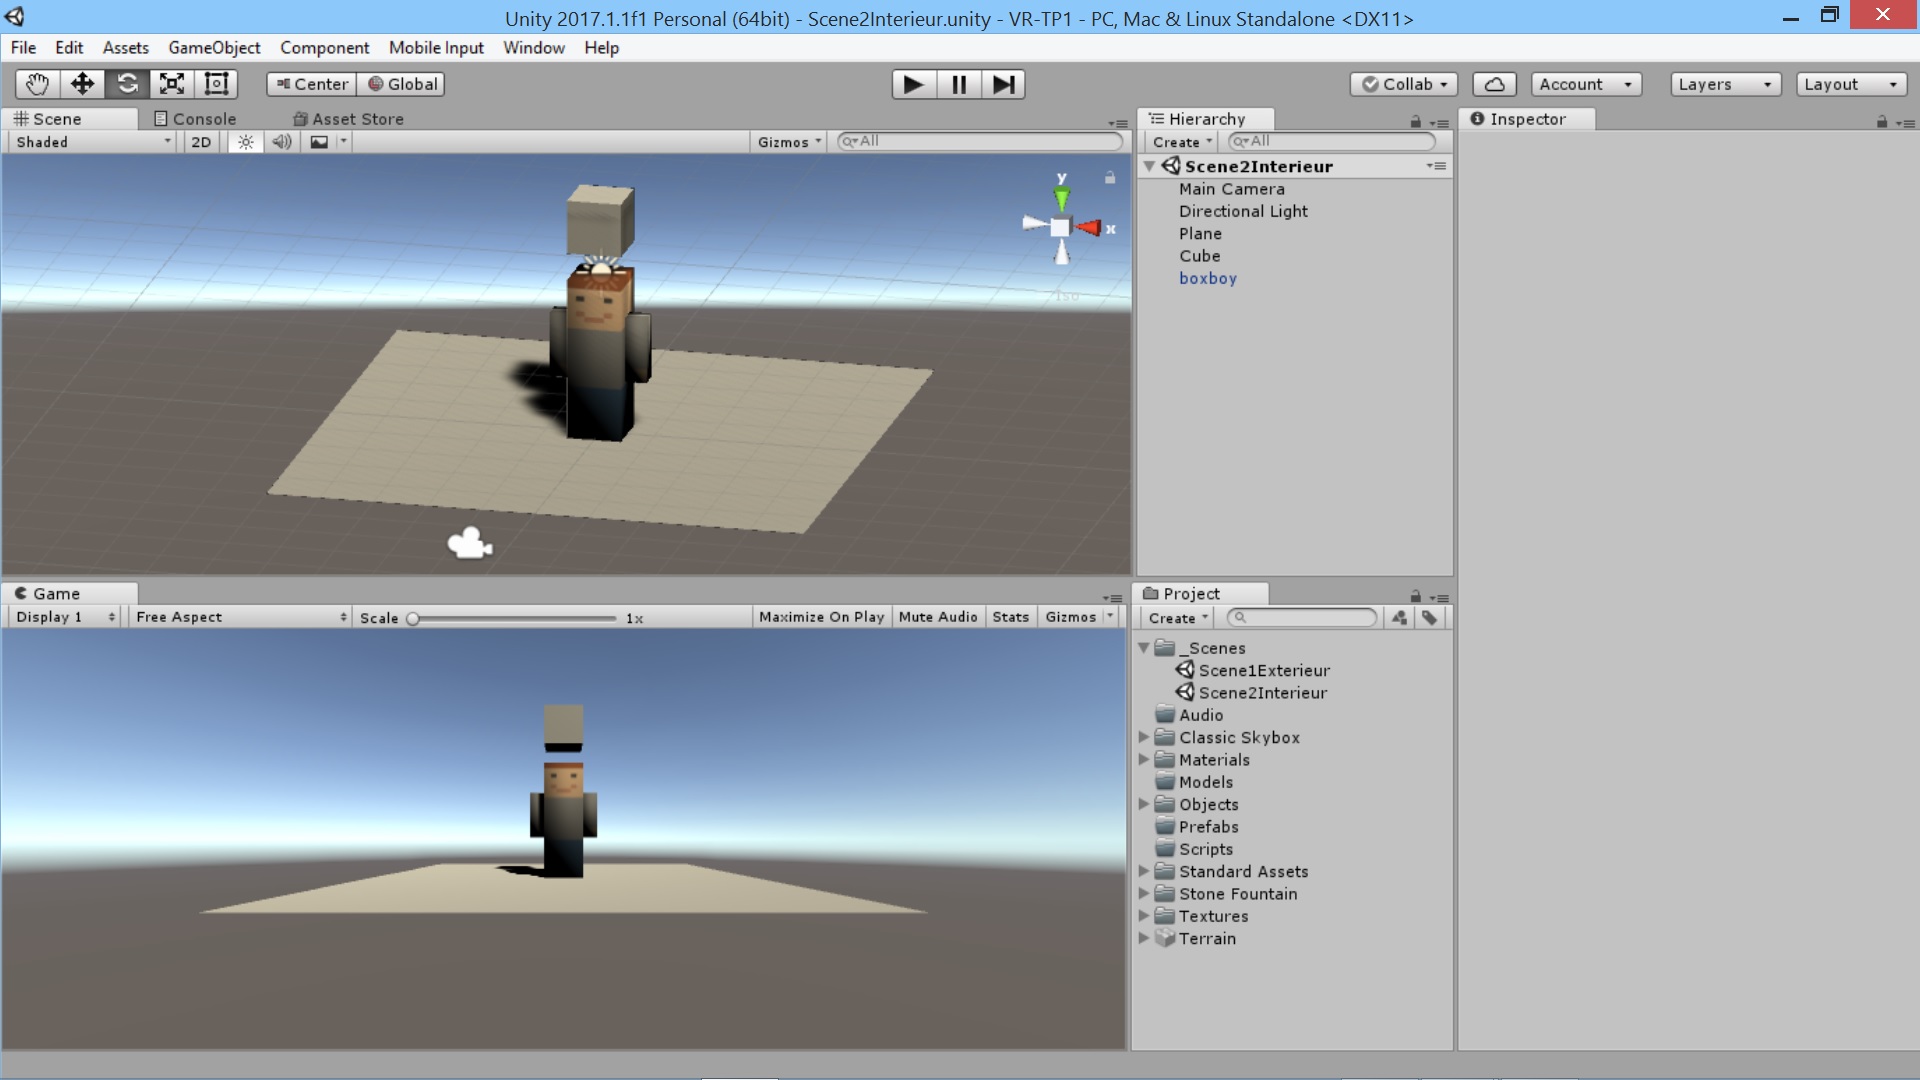 Unity 2017.1.1f1 Personal (64bit) - Scene2Interieur.unity - VR-TP1 - PC, Mac & Linux Standalone <DX11>
File Edit Assets GameObject Component Mobile Input Window Help
Center Global Collab Account Layers Layout
Scene Console Asset Store
Shaded 2D Gizmos All
y
x
Iso
Hierarchy
Create All
Scene2Interieur
Main Camera
Directional Light
Plane
Cube
boxboy
Inspector
Game
Display 1 Free Aspect Scale 1x Maximize On Play Mute Audio Stats Gizmos
Project
Create
_Scenes
Scene1Exterieur
Scene2Interieur
Audio
Classic Skybox
Materials
Models
Objects
Prefabs
Scripts
Standard Assets
Stone Fountain
Textures
Terrain